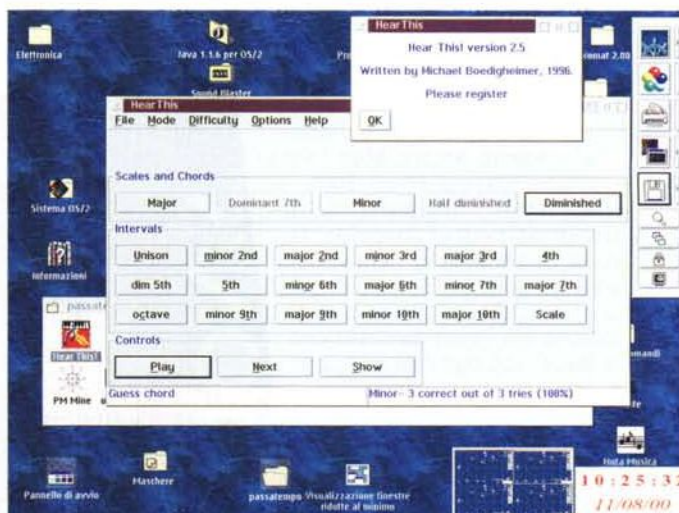 Elettronica
Java 1.1.6 per OS/2
Sound Blaster
Sistema OS/2
Informazioni
HearThis
Hear This! version 2.5
Written by Michael Boedigheimer, 1996.
Please register
OK
HearThis
File Mode Difficulty Options Help
Scales and Chords
Major Dominant 7th Minor Half diminished Diminished
Intervals
Unison minor 2nd major 2nd minor 3rd major 3rd 4th
dim 5th 5th minor 6th major 6th minor 7th major 7th
octave minor 9th major 9th minor 10th major 10th Scale
Controls
Play Next Show
Guess chord Minor- 3 correct out of 3 tries (100%)
Hear This!
PM Mine
Pannello di avvio
Maschere
passatempo
Visualizzazione finestre
ridotte al minimo
Nuta Musica
10:25:37
11/08/00